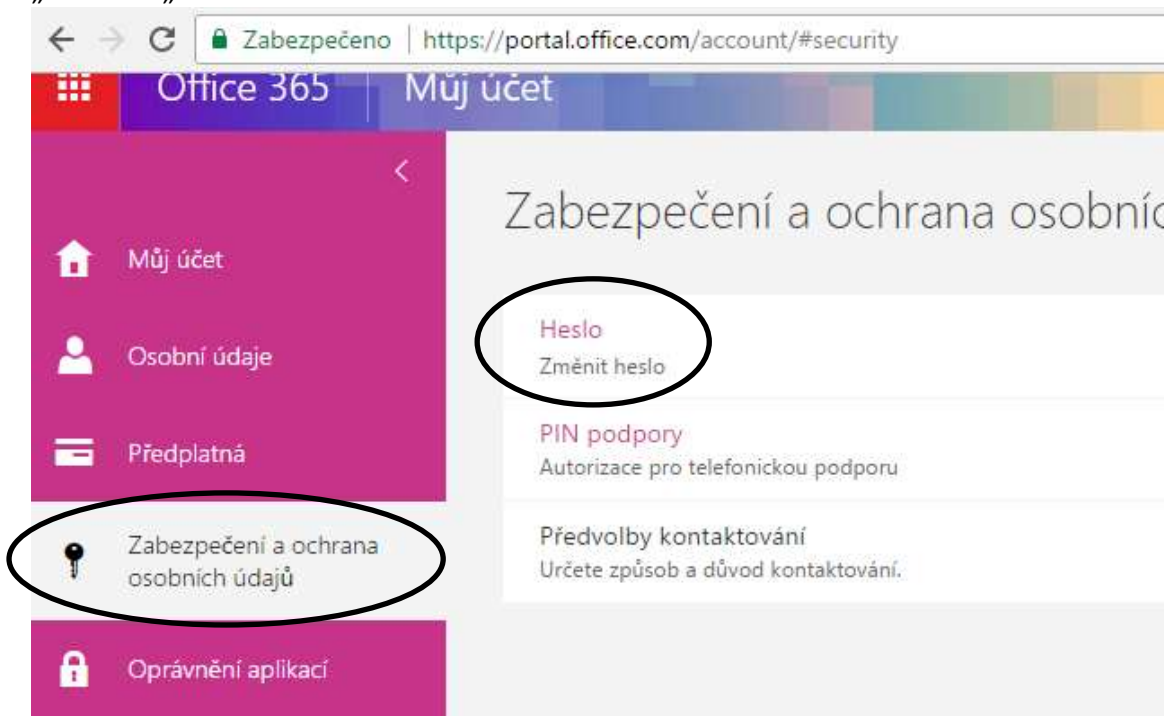 Zabezpečeno | https://portal.office.com/account/#security
Office 365 | Můj účet
Můj účet
Osobní údaje
Předplatná
Zabezpečení a ochrana
osobních údajů
Oprávnění aplikací
Zabezpečení a ochrana
Heslo
Změnit heslo
PIN podpory
Autorizace pro telefonickou podporu
Předvolby kontaktování
Určete způsob a důvod kontaktování.